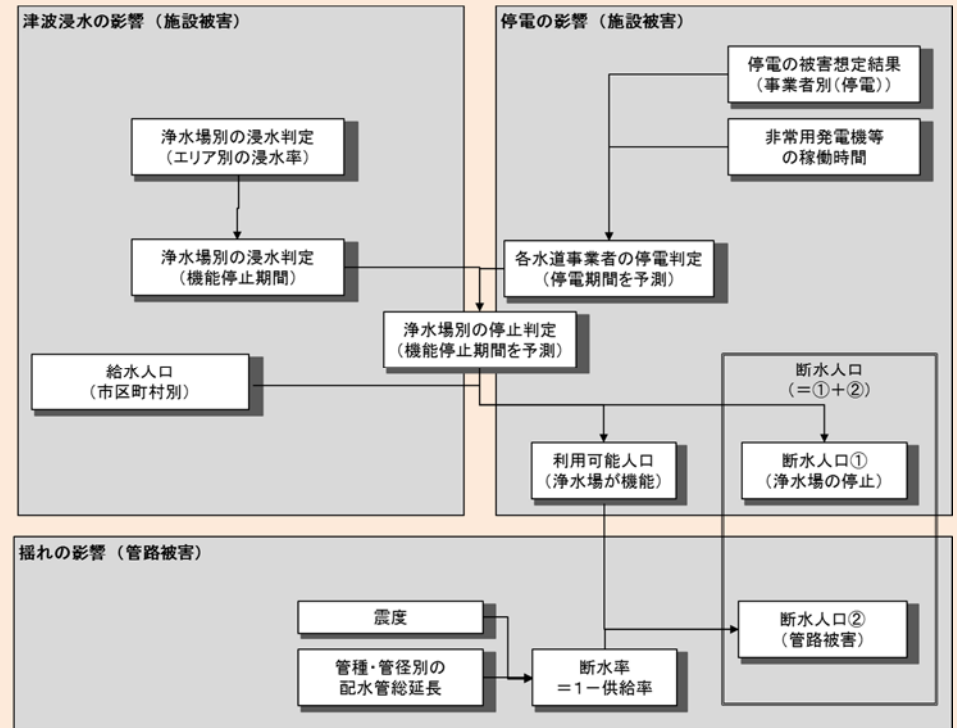 津波浸水の影響（施設被害）
停電の影響（施設被害）
停電の被害想定結果
（事業者別（停電））
非常用発電機等
の稼働時間
浄水場別の浸水判定
（エリア別の浸水率）
浄水場別の浸水判定
（機能停止期間）
各水道事業者の停電判定
（停電期間を予測）
浄水場別の停止判定
（機能停止期間を予測）
給水人口
（市区町村別）
断水人口
（＝①＋②）
利用可能人口
（浄水場が機能）
断水人口①
（浄水場の停止）
揺れの影響（管路被害）
震度
管種・管径別の
配水管総延長
断水率
＝1－供給率
断水人口②
（管路被害）